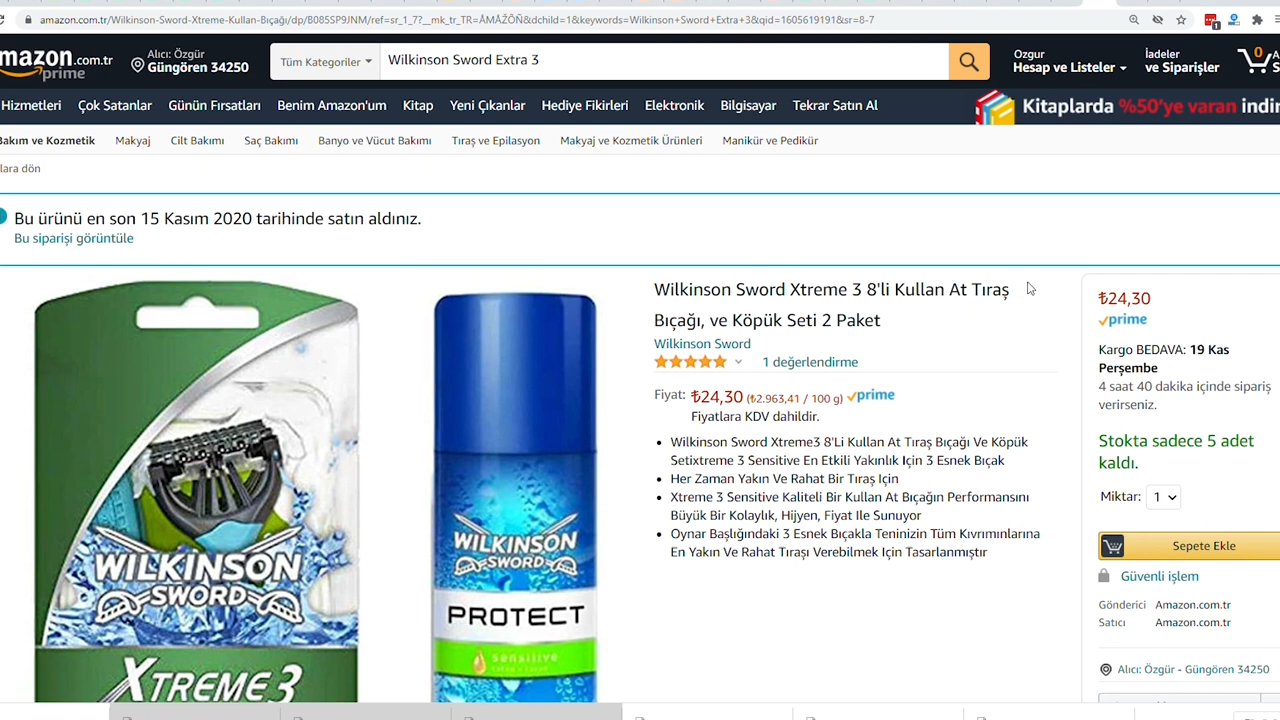 amazon.com.tr/Wilkinson-Sword-Xtreme-Kullan-Bıçağı/dp/B085SP9JNM/ref=sr_1_7?__mk_tr_TR=ÅMÅŽÕÑ&dchild=1&keywords=Wilkinson+Sword+Extra+3&qid=1605619191&sr=8-7
1
mazon.com.tr
prime
Alıcı: Özgür
Güngören 34250
Tüm Kategoriler
Wilkinson Sword Extra 3
Ozgur
Hesap ve Listeler
İadeler
ve Siparişler
0
Hizmetleri Çok Satanlar Günün Fırsatları Benim Amazon'um Kitap Yeni Çıkanlar Hediye Fikirleri Elektronik Bilgisayar Tekrar Satın Al
Kitaplarda %50'ye varan indir
Bakım ve Kozmetik Makyaj Cilt Bakımı Saç Bakımı Banyo ve Vücut Bakımı Tıraş ve Epilasyon Makyaj ve Kozmetik Ürünleri Manikür ve Pedikür
lara dön
Bu ürünü en son 15 Kasım 2020 tarihinde satın aldınız.
Bu siparişi görüntüle
WILKINSON
SWORD
XTREME 3
WILKINSON
SWORD
PROTECT
sensitive
Wilkinson Sword Xtreme 3 8'li Kullan At Tıraş
Bıçağı, ve Köpük Seti 2 Paket
Wilkinson Sword
1 değerlendirme
Fiyat: ₺24,30 (₺2.963,41 / 100 g) prime
Fiyatlara KDV dahildir.
• Wilkinson Sword Xtreme3 8'Li Kullan At Tıraş Bıçağı Ve Köpük
Setixtreme 3 Sensitive En Etkili Yakınlık Için 3 Esnek Bıçak
• Her Zaman Yakın Ve Rahat Bir Tıraş Için
• Xtreme 3 Sensitive Kaliteli Bir Kullan At Bıçağın Performansını
Büyük Bir Kolaylık, Hijyen, Fiyat Ile Sunuyor
• Oynar Başlığındaki 3 Esnek Bıçakla Teninizin Tüm Kıvrımlarına
En Yakın Ve Rahat Tıraşı Verebilmek Için Tasarlanmıştır
₺24,30
prime
Kargo BEDAVA: 19 Kas
Perşembe
4 saat 40 dakika içinde sipariş
verirseniz.
Stokta sadece 5 adet
kaldı.
Miktar: 1
Sepete Ekle
Güvenli işlem
Gönderici Amazon.com.tr
Satıcı Amazon.com.tr
Alıcı: Özgür - Güngören 34250